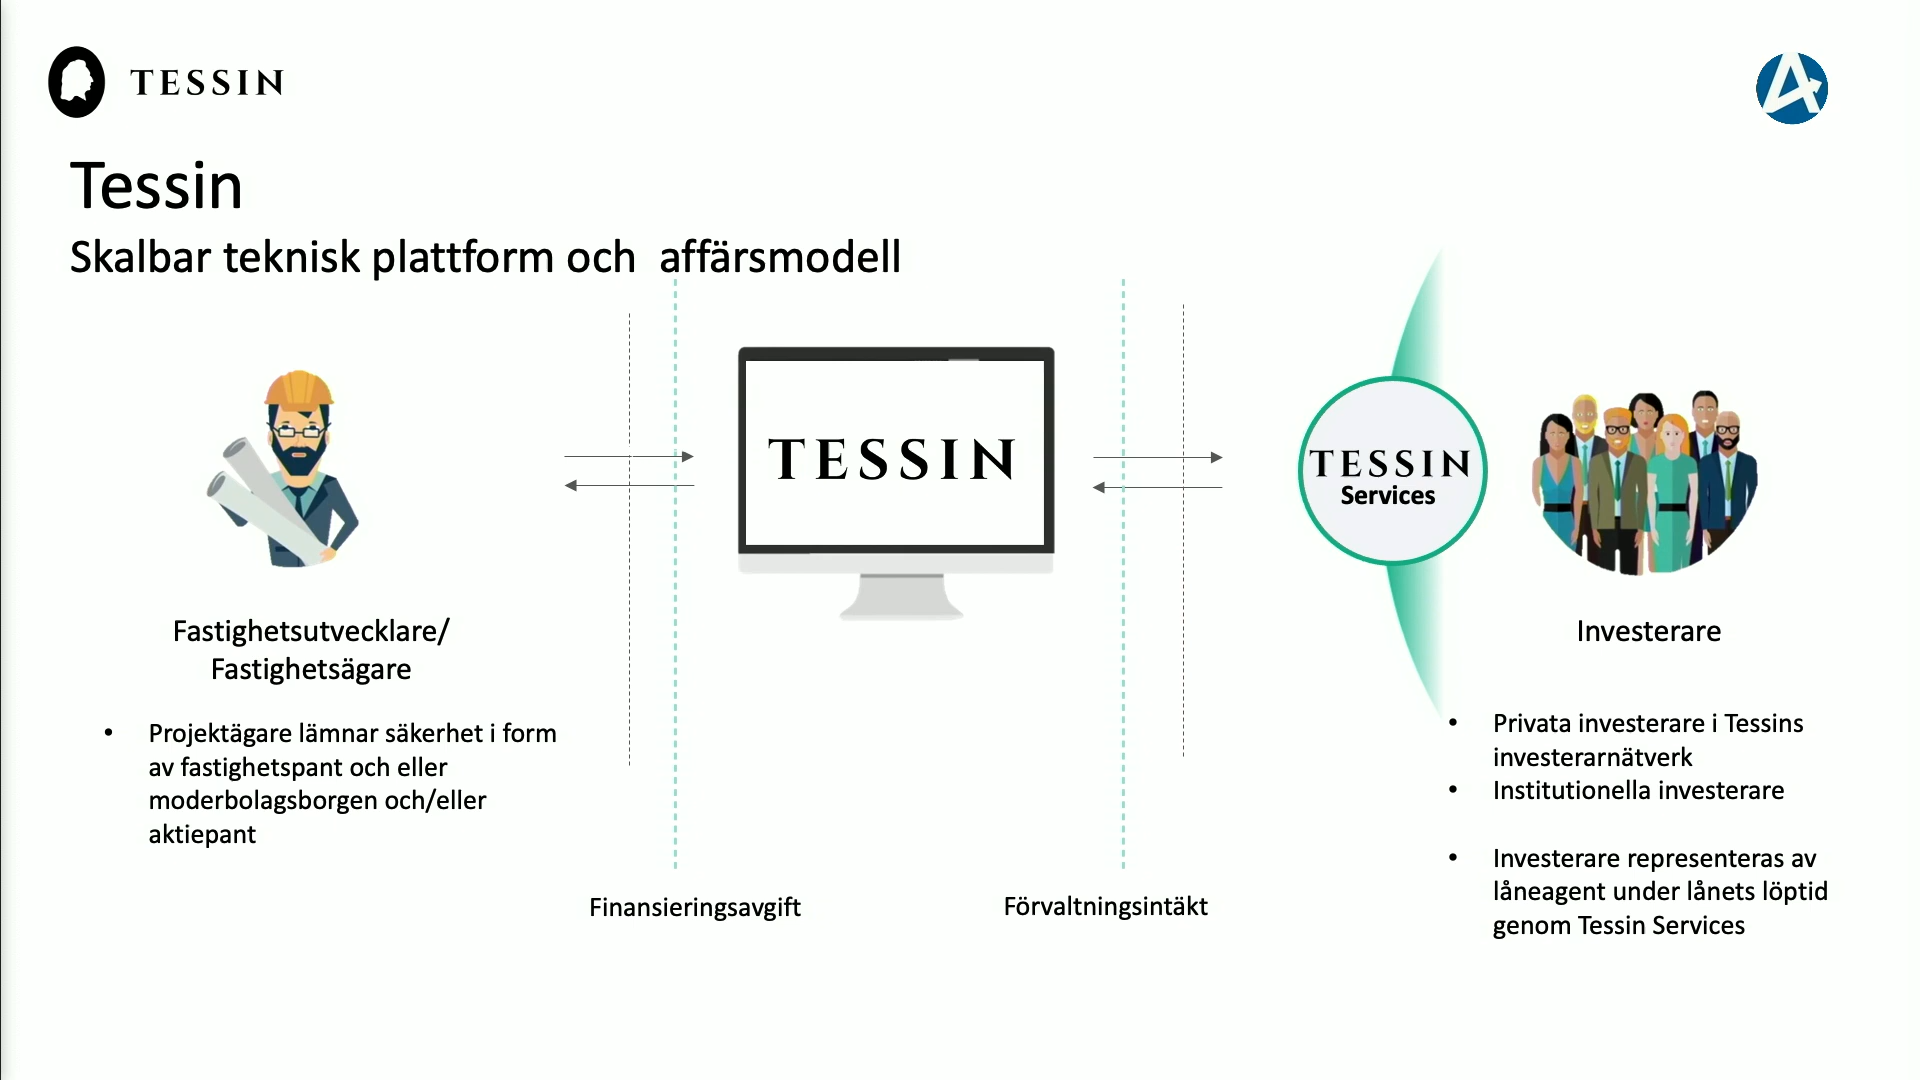 TESSIN
Tessin
Skalbar teknisk plattform och affärsmodell
TESSIN
TESSIN
Services
Fastighetsutvecklare/
Fastighetsägare
Investerare
• Projektägare lämnar säkerhet i form
av fastighetspant och eller
moderbolagsborgen och/eller
aktiepant
• Privata investerare i Tessins
investerarnätverk
• Institutionella investerare
• Investerare representeras av
låneagent under lånets löptid
genom Tessin Services
Finansieringsavgift
Förvaltningsintäkt